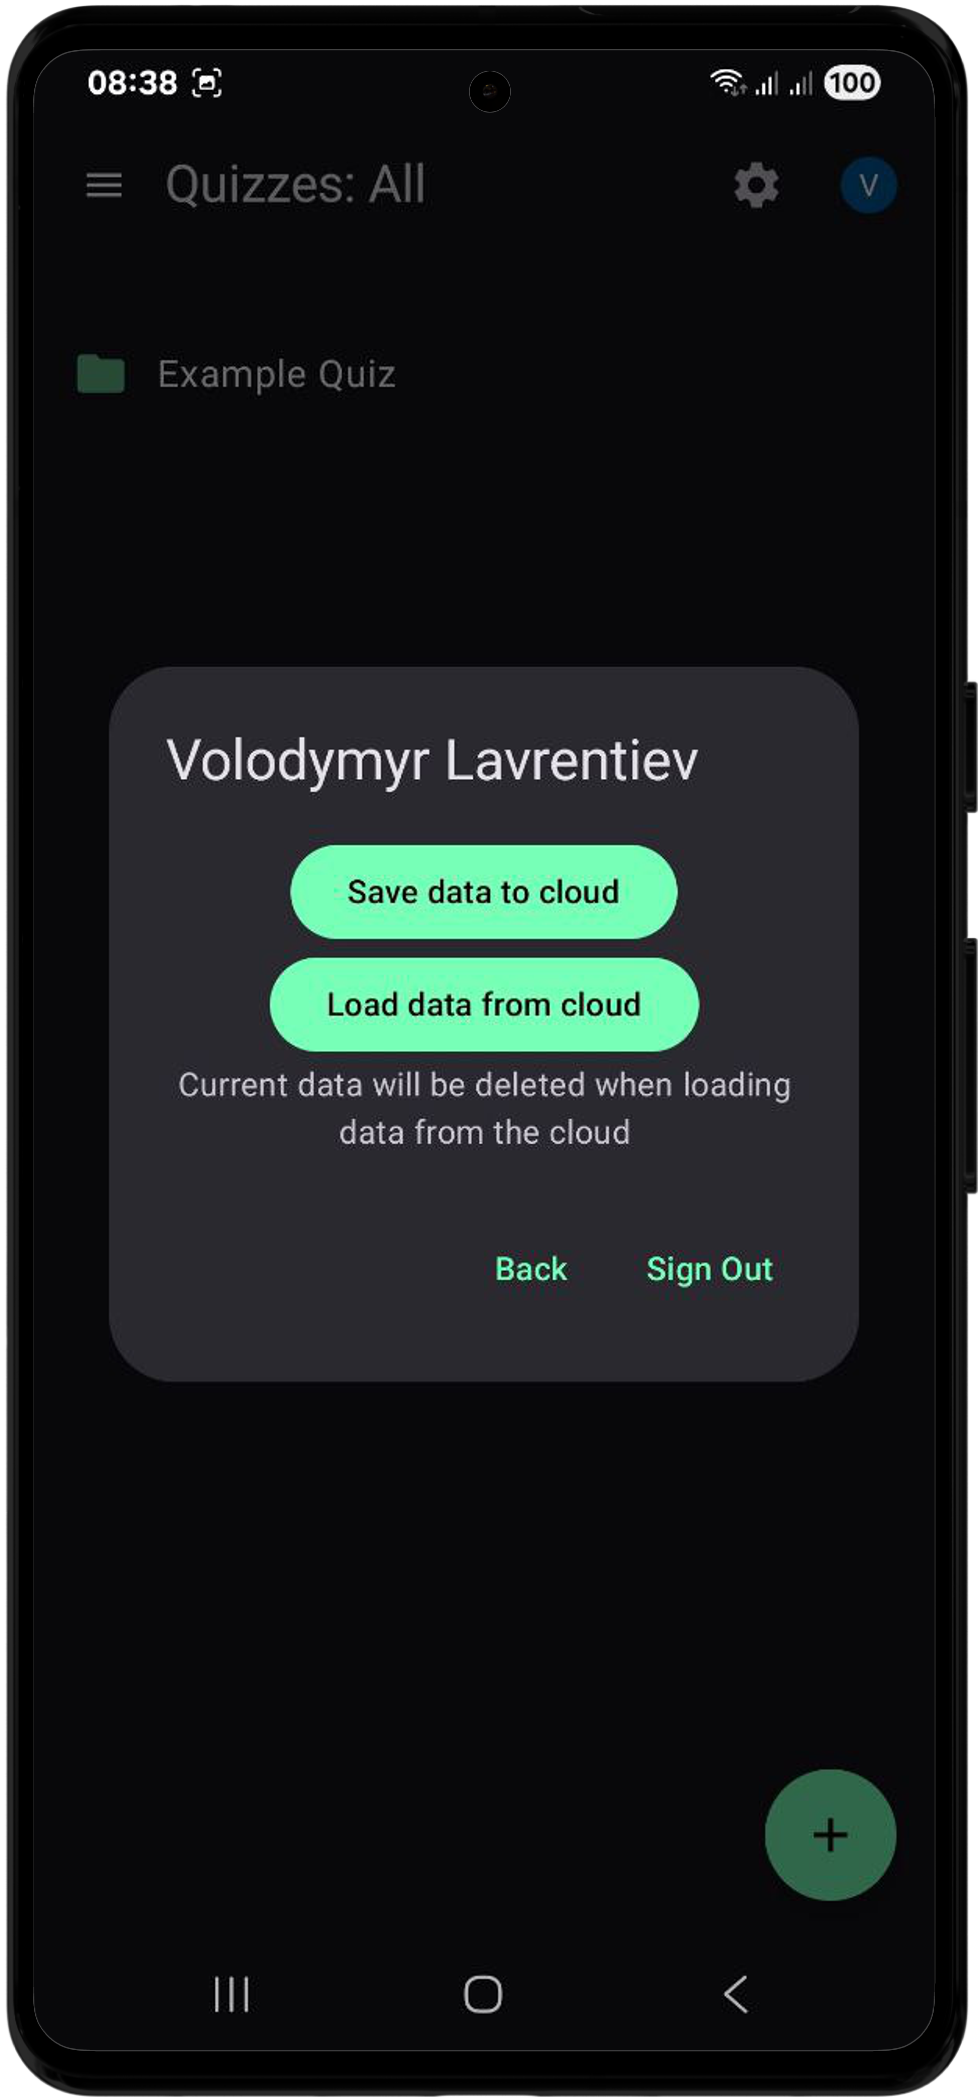 08:38
100
Quizzes: All
V
Example Quiz
Volodymyr Lavrentiev
Save data to cloud
Load data from cloud
Current data will be deleted when loading
data from the cloud
Back
Sign Out